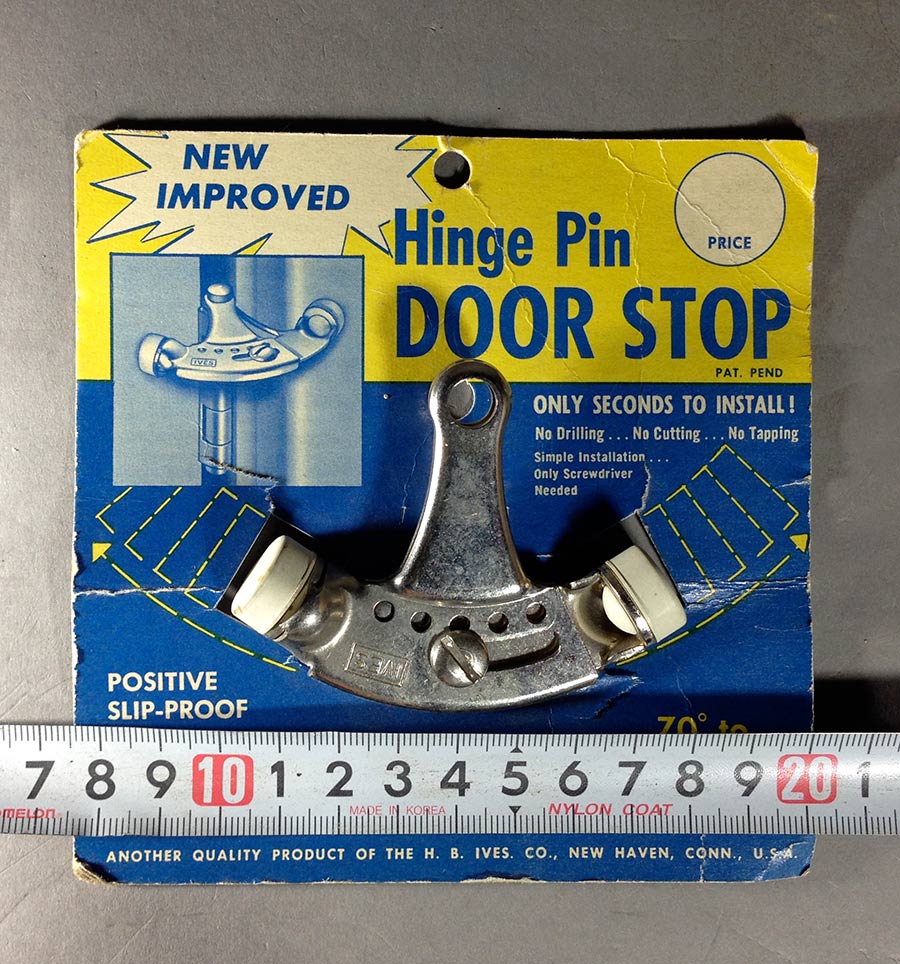 NEW
IMPROVED
Hinge Pin
DOOR STOP
PRICE
PAT. PEND
IVES
ONLY SECONDS TO INSTALL!
No Drilling ... No Cutting ... No Tapping
Simple Installation ...
Only Screwdriver
Needed
IVES
POSITIVE
SLIP-PROOF
70° to
7 8 9 10 1 2 3 4 5 6 7 8 9 20 1
MADE IN KOREA NYLON COAT
ANOTHER QUALITY PRODUCT OF THE H. B. IVES. CO., NEW HAVEN, CONN., U.S.A.